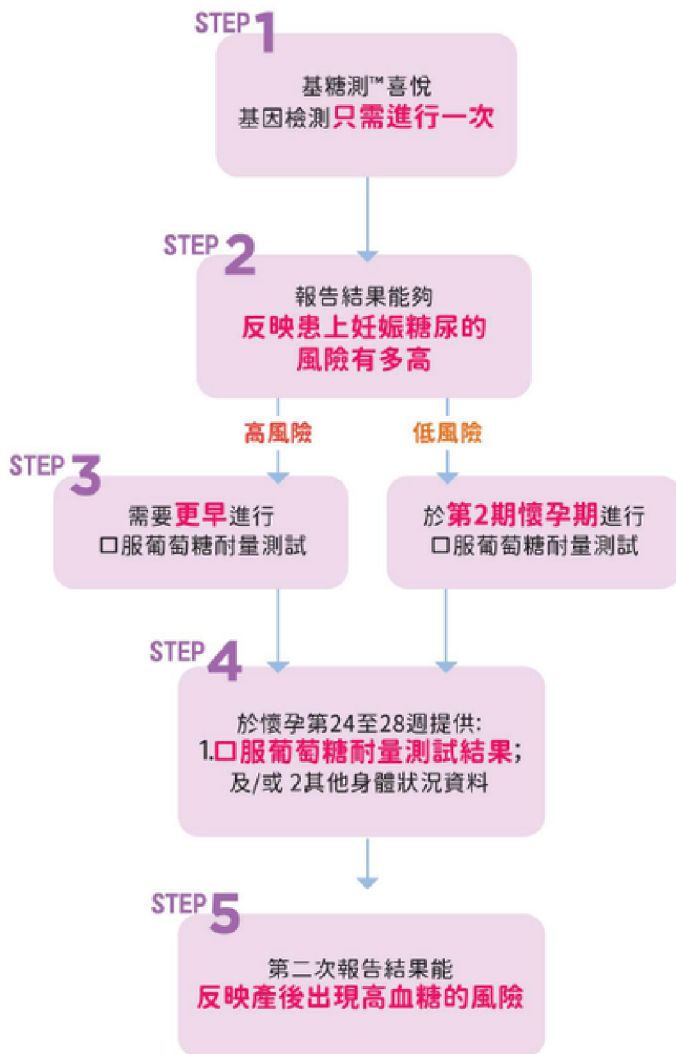 STEP 1
基糖測™喜悅
基因檢測只需進行一次
STEP 2
報告結果能夠
反映患上妊娠糖尿的
風險有多高
高風險
低風險
STEP 3
需要更早進行
口服葡萄糖耐量測試
於第2期懷孕期進行
口服葡萄糖耐量測試
STEP 4
於懷孕第24至28週提供:
1.口服葡萄糖耐量測試結果;
及/或 2其他身體狀況資料
STEP 5
第二次報告結果能
反映產後出現高血糖的風險